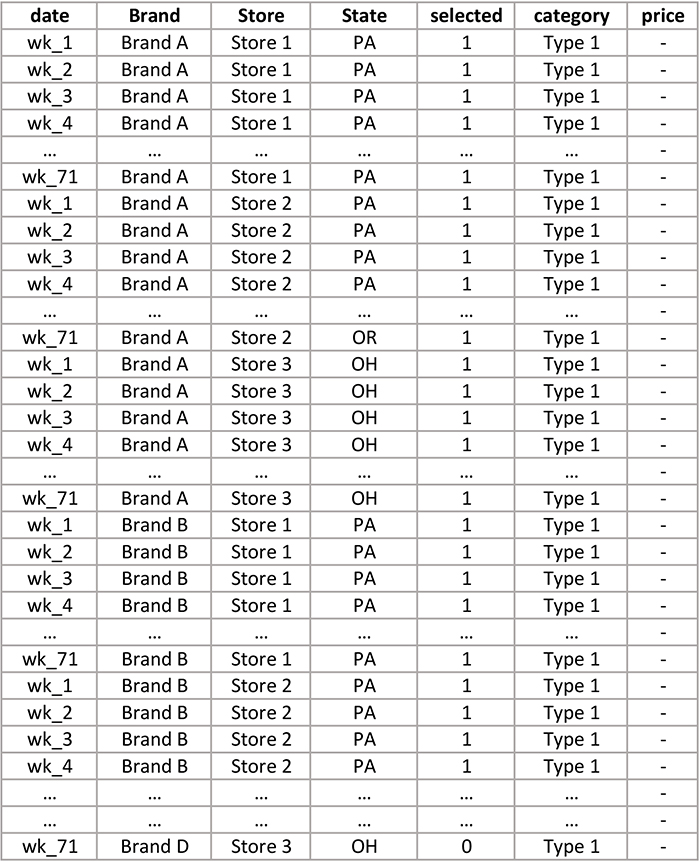 date Brand Store State selected category price
wk_1 Brand A Store 1 PA 1 Type 1 -
wk_2 Brand A Store 1 PA 1 Type 1 -
wk_3 Brand A Store 1 PA 1 Type 1 -
wk_4 Brand A Store 1 PA 1 Type 1 -
... ... ... ... ... ... -
wk_71 Brand A Store 1 PA 1 Type 1 -
wk_1 Brand A Store 2 PA 1 Type 1 -
wk_2 Brand A Store 2 PA 1 Type 1 -
wk_3 Brand A Store 2 PA 1 Type 1 -
wk_4 Brand A Store 2 PA 1 Type 1 -
... ... ... ... ... ... -
wk_71 Brand A Store 2 OR 1 Type 1 -
wk_1 Brand A Store 3 OH 1 Type 1 -
wk_2 Brand A Store 3 OH 1 Type 1 -
wk_3 Brand A Store 3 OH 1 Type 1 -
wk_4 Brand A Store 3 OH 1 Type 1 -
... ... ... ... ... ... -
wk_71 Brand A Store 3 OH 1 Type 1 -
wk_1 Brand B Store 1 PA 1 Type 1 -
wk_2 Brand B Store 1 PA 1 Type 1 -
wk_3 Brand B Store 1 PA 1 Type 1 -
wk_4 Brand B Store 1 PA 1 Type 1 -
... ... ... ... ... ... -
wk_71 Brand B Store 1 PA 1 Type 1 -
wk_1 Brand B Store 2 PA 1 Type 1 -
wk_2 Brand B Store 2 PA 1 Type 1 -
wk_3 Brand B Store 2 PA 1 Type 1 -
wk_4 Brand B Store 2 PA 1 Type 1 -
... ... ... ... ... ... -
... ... ... ... ... ... -
wk_71 Brand D Store 3 OH 0 Type 1 -